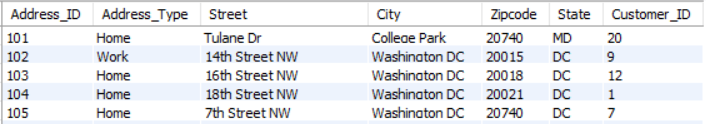 Address_ID Address_Type Street City Zipcode State Customer_ID
101 Home Tulane Dr College Park 20740 MD 20
102 Work 14th Street NW Washington DC 20015 DC 9
103 Home 16th Street NW Washington DC 20018 DC 12
104 Home 18th Street NW Washington DC 20021 DC 1
105 Home 7th Street NW Washington DC 20740 DC 7